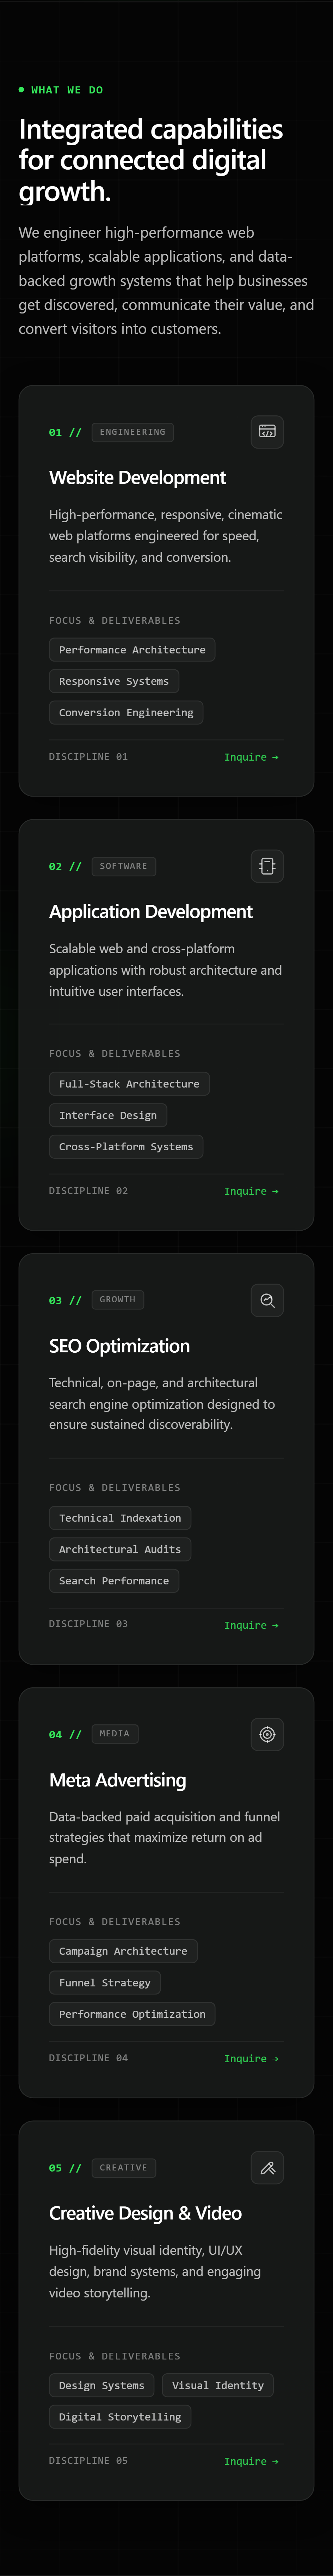 WHAT WE DO
Integrated capabilities
for connected digital
growth.
We engineer high-performance web
platforms, scalable applications, and data-
backed growth systems that help businesses
get discovered, communicate their value, and
convert visitors into customers.
01 // ENGINEERING
Website Development
High-performance, responsive, cinematic
web platforms engineered for speed,
search visibility, and conversion.
FOCUS & DELIVERABLES
Performance Architecture
Responsive Systems
Conversion Engineering
DISCIPLINE 01 Inquire →
02 // SOFTWARE
Application Development
Scalable web and cross-platform
applications with robust architecture and
intuitive user interfaces.
FOCUS & DELIVERABLES
Full-Stack Architecture
Interface Design
Cross-Platform Systems
DISCIPLINE 02 Inquire →
03 // GROWTH
SEO Optimization
Technical, on-page, and architectural
search engine optimization designed to
ensure sustained discoverability.
FOCUS & DELIVERABLES
Technical Indexation
Architectural Audits
Search Performance
DISCIPLINE 03 Inquire →
04 // MEDIA
Meta Advertising
Data-backed paid acquisition and funnel
strategies that maximize return on ad
spend.
FOCUS & DELIVERABLES
Campaign Architecture
Funnel Strategy
Performance Optimization
DISCIPLINE 04 Inquire →
05 // CREATIVE
Creative Design & Video
High-fidelity visual identity, UI/UX
design, brand systems, and engaging
video storytelling.
FOCUS & DELIVERABLES
Design Systems Visual Identity
Digital Storytelling
DISCIPLINE 05 Inquire →